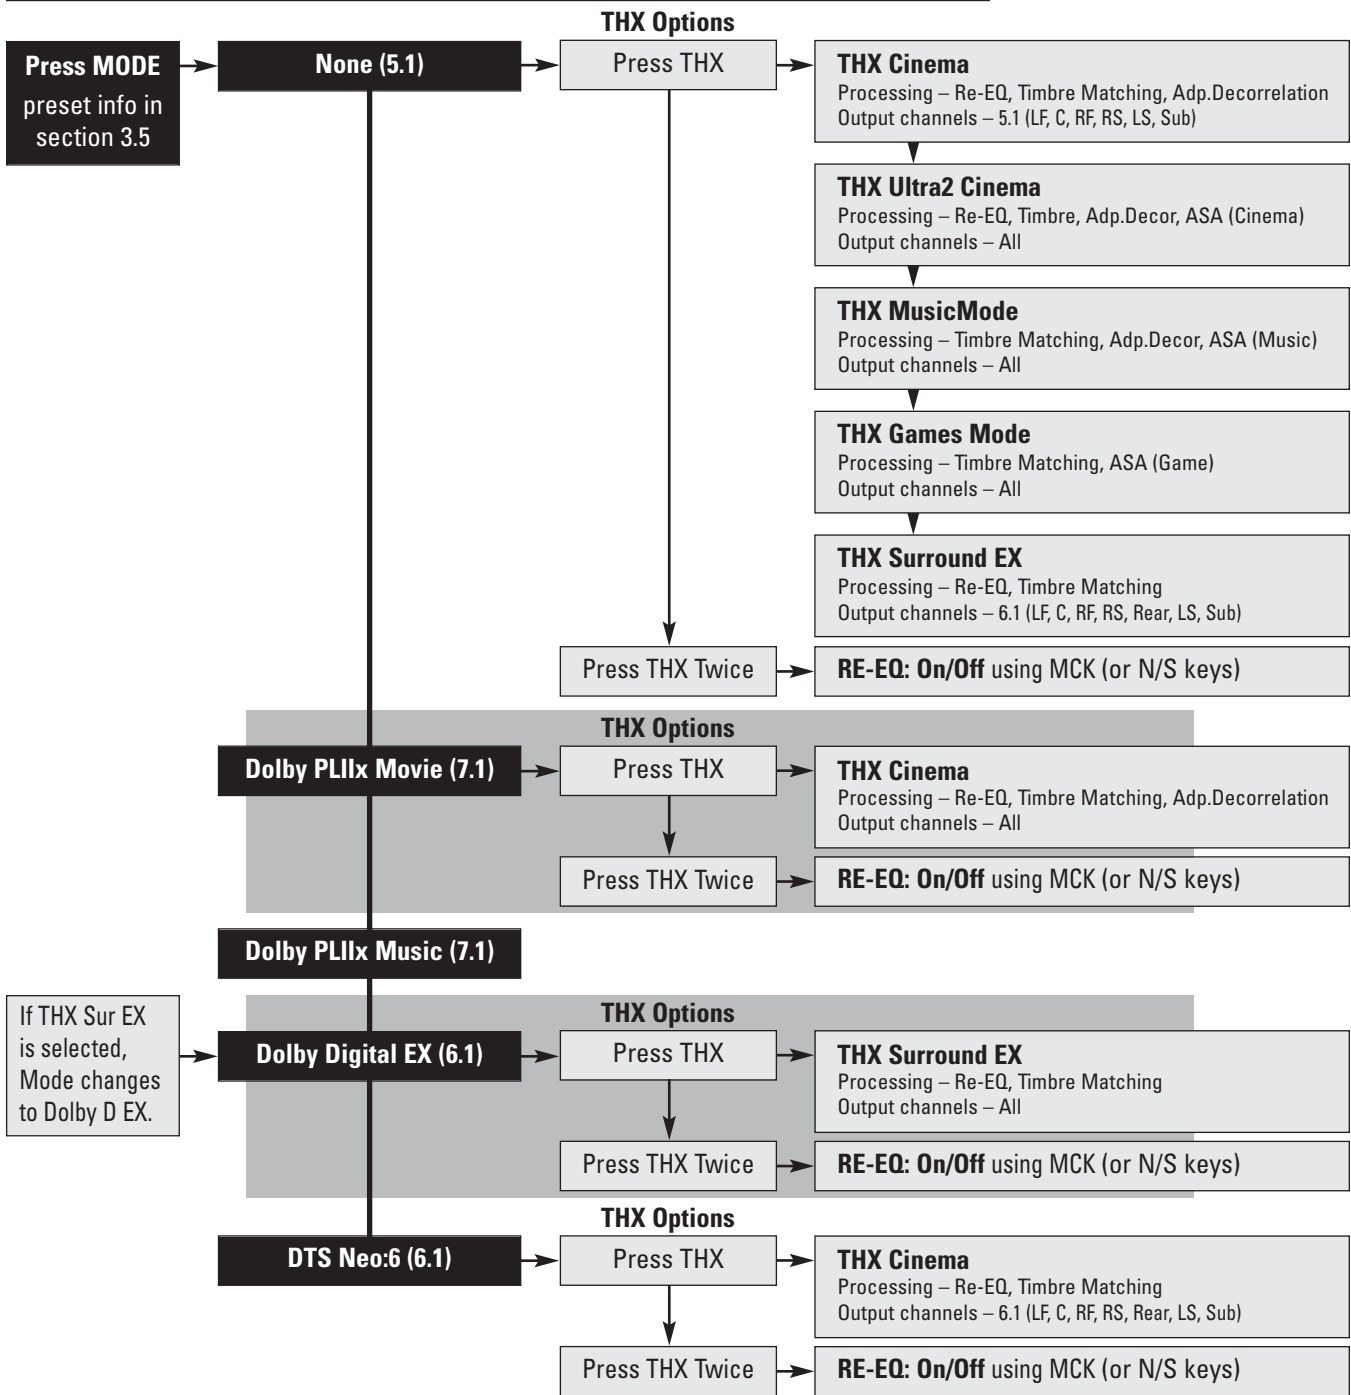 THX Options
Press MODE
preset info in
section 3.5
None (5.1)
Press THX
THX Cinema
Processing – Re-EQ, Timbre Matching, Adp.Decorrelation
Output channels – 5.1 (LF, C, RF, RS, LS, Sub)
THX Ultra2 Cinema
Processing – Re-EQ, Timbre, Adp.Decor, ASA (Cinema)
Output channels – All
THX MusicMode
Processing – Timbre Matching, Adp.Decor, ASA (Music)
Output channels – All
THX Games Mode
Processing – Timbre Matching, ASA (Game)
Output channels – All
THX Surround EX
Processing – Re-EQ, Timbre Matching
Output channels – 6.1 (LF, C, RF, RS, Rear, LS, Sub)
Press THX Twice
RE-EQ: On/Off using MCK (or N/S keys)
THX Options
Dolby PLIIx Movie (7.1)
Press THX
THX Cinema
Processing – Re-EQ, Timbre Matching, Adp.Decorrelation
Output channels – All
Press THX Twice
RE-EQ: On/Off using MCK (or N/S keys)
Dolby PLIIx Music (7.1)
If THX Sur EX
is selected,
Mode changes
to Dolby D EX.
THX Options
Dolby Digital EX (6.1)
Press THX
THX Surround EX
Processing – Re-EQ, Timbre Matching
Output channels – All
Press THX Twice
RE-EQ: On/Off using MCK (or N/S keys)
THX Options
DTS Neo:6 (6.1)
Press THX
THX Cinema
Processing – Re-EQ, Timbre Matching
Output channels – 6.1 (LF, C, RF, RS, Rear, LS, Sub)
Press THX Twice
RE-EQ: On/Off using MCK (or N/S keys)